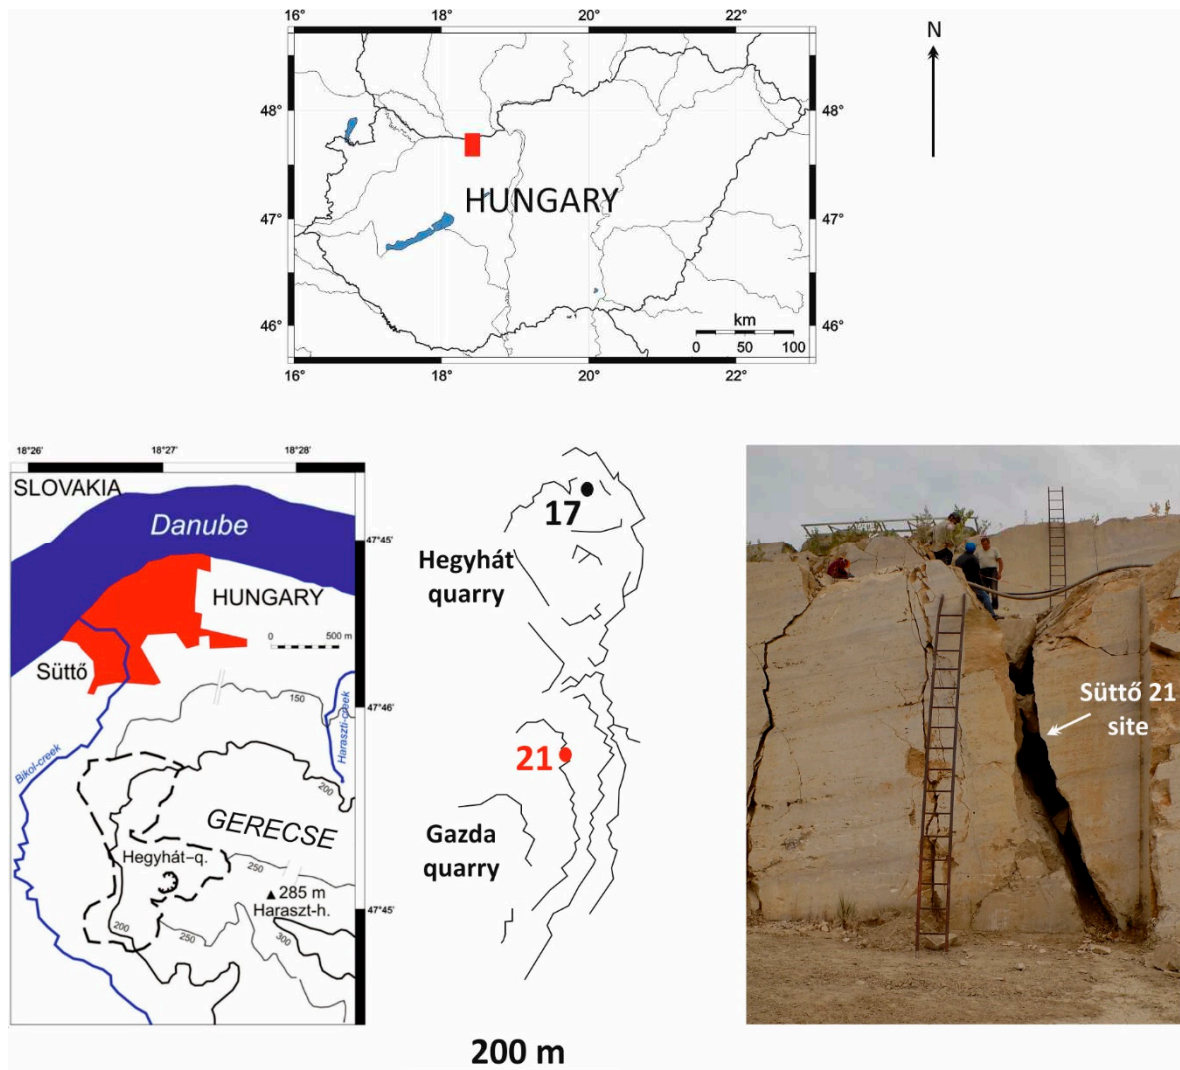 16°
18°
20°
22°
N
48°
48°
HUNGARY
47°
47°
46°
46°
km
0 50 100
16°
18°
20°
22°
18°26'
18°27'
18°28'
SLOVAKIA
Danube
47°45'
HUNGARY
0 500 m
Süttő
150
47°46'
Bikol-creek
Haraszti-creek
200
GERECSE
Hegyhát–q.
250
285 m
Haraszt-h.
47°45'
200
250
300
17
Hegyhát
quarry
21
Gazda
quarry
200 m
Süttő 21
site